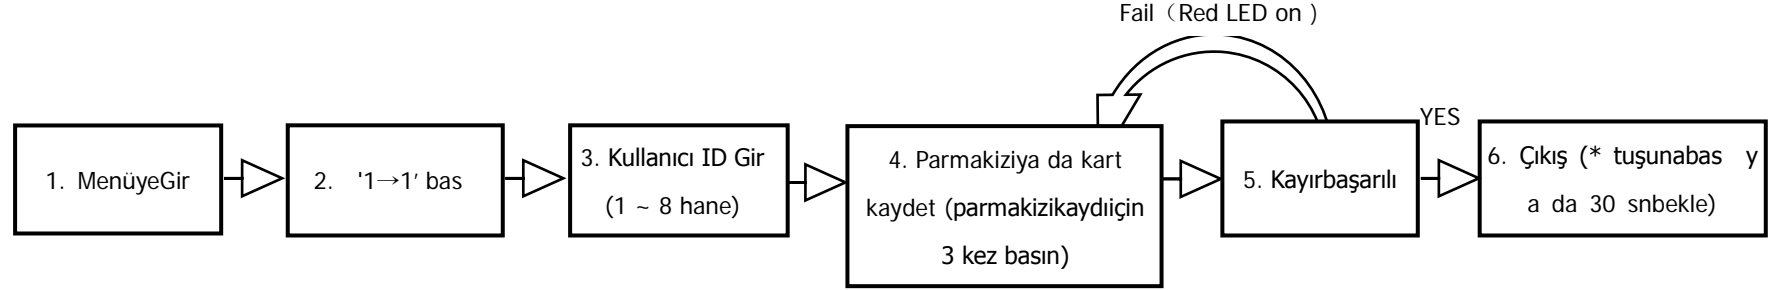 Fail（Red LED on )
1. MenüyeGir
2. '1→1' bas
3. Kullanıcı ID Gir
(1 ~ 8 hane)
4. Parmakiziya da kart
kaydet (parmakizikaydıiçin
3 kez basın)
5. Kayırbaşarılı
YES
6. Çıkış (* tuşunabas y
a da 30 snbekle)